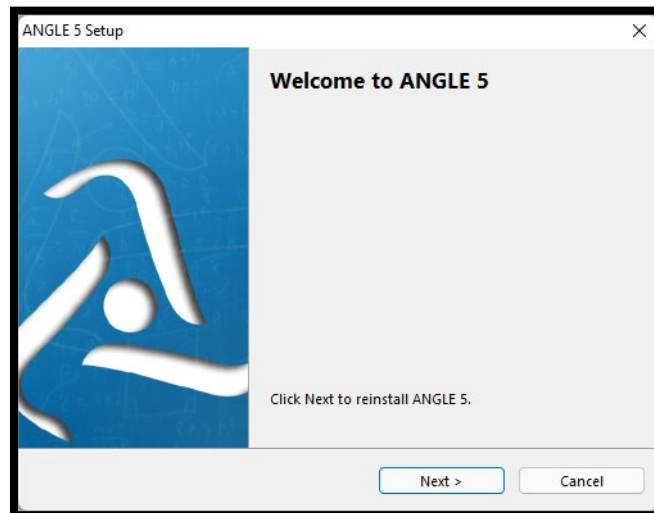 ANGLE 5 Setup
Welcome to ANGLE 5
Click Next to reinstall ANGLE 5.
Next >
Cancel